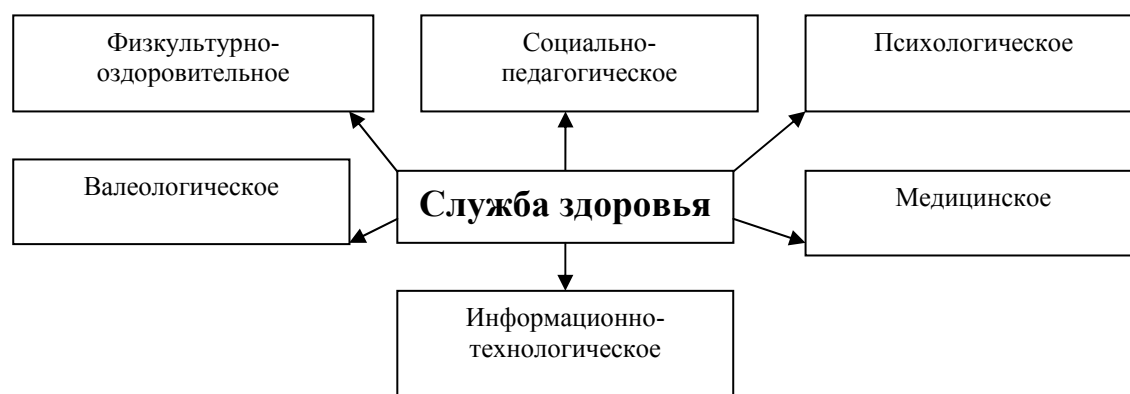 Физкультурно-
оздоровительное
Социально-
педагогическое
Психологическое
Валеологическое
Служба здоровья
Медицинское
Информационно-
технологическое